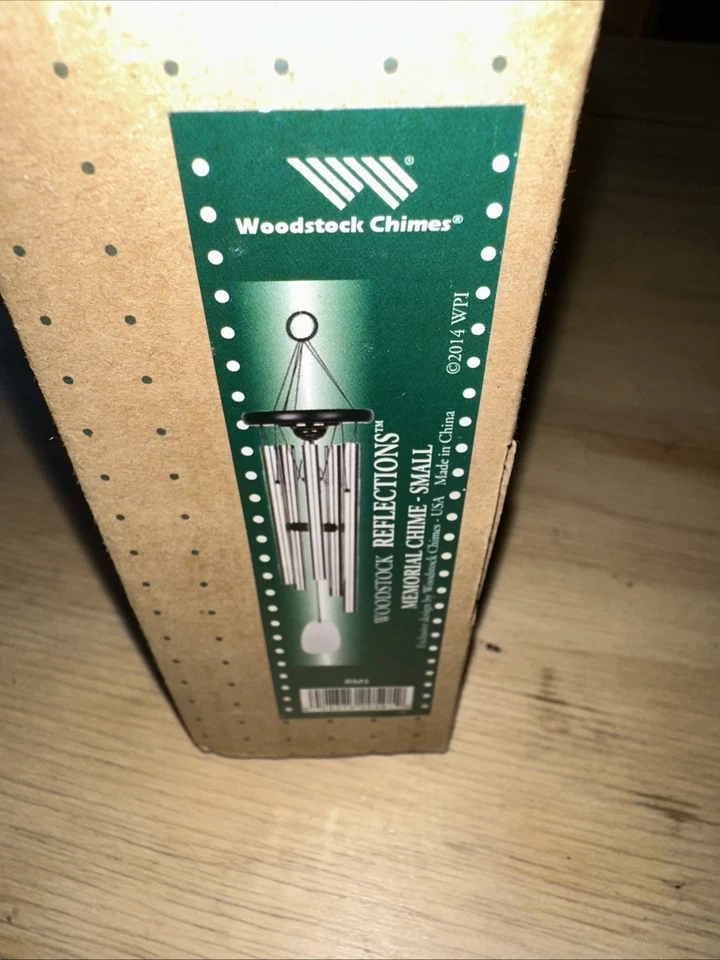 ®
Woodstock Chimes®
©2014 WPI
WOODSTOCK REFLECTIONS™
MEMORIAL CHIME - SMALL
Exclusive design by Woodstock Chimes - USA Made in China